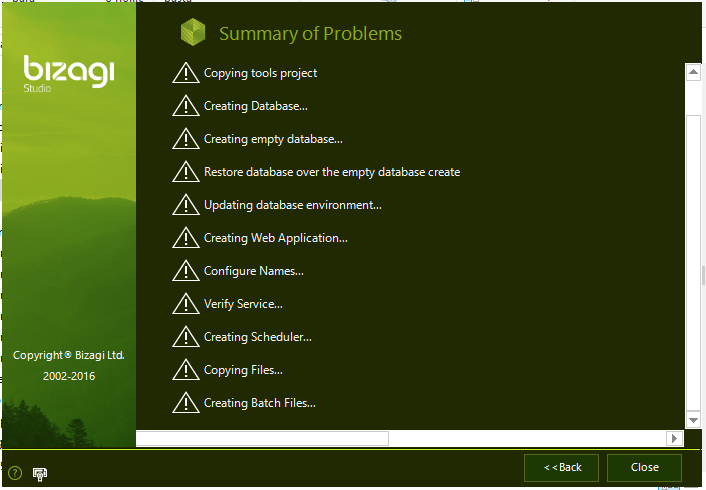 Summary of Problems
bizagi
Studio
Copying tools project
Creating Database...
Creating empty database...
Restore database over the empty database create
Updating database environment...
Creating Web Application...
Configure Names...
Verify Service...
Creating Scheduler...
Copying Files...
Creating Batch Files...
Copyright® Bizagi Ltd.
2002-2016
?
<<Back
Close